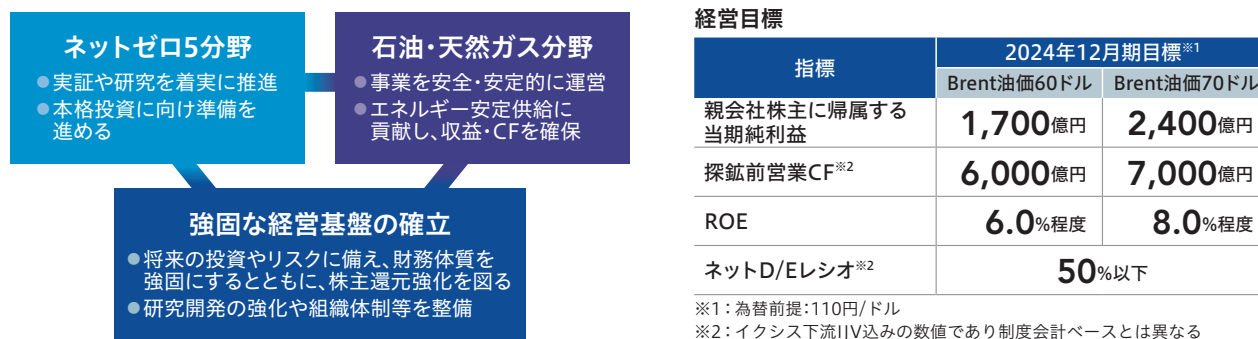 ネットゼロ5分野
●実証や研究を着実に推進
●本格投資に向け準備を
進める
石油・天然ガス分野
●事業を安全・安定的に運営
●エネルギー安定供給に
貢献し、収益・CFを確保
強固な経営基盤の確立
●将来の投資やリスクに備え、財務体質を
強固にするとともに、株主還元強化を図る
●研究開発の強化や組織体制等を整備
経営目標
指標 2024年12月期目標※1
Brent油価60ドル Brent油価70ドル
親会社株主に帰属する
当期純利益 1,700億円 2,400億円
探鉱前営業CF※2 6,000億円 7,000億円
ROE 6.0%程度 8.0%程度
ネットD/Eレシオ※2 50%以下
※1：為替前提：110円/ドル
※2：イクシス下流IJV込みの数値であり制度会計ベースとは異なる